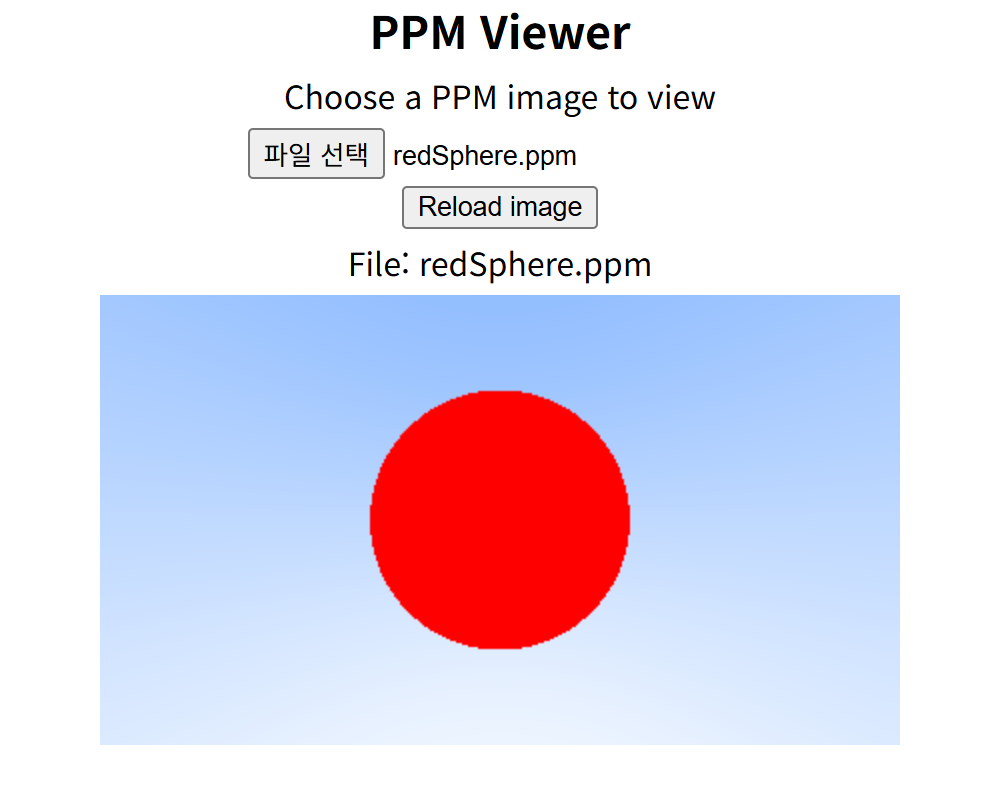 PPM Viewer
Choose a PPM image to view
파일 선택 redSphere.ppm
Reload image
File: redSphere.ppm